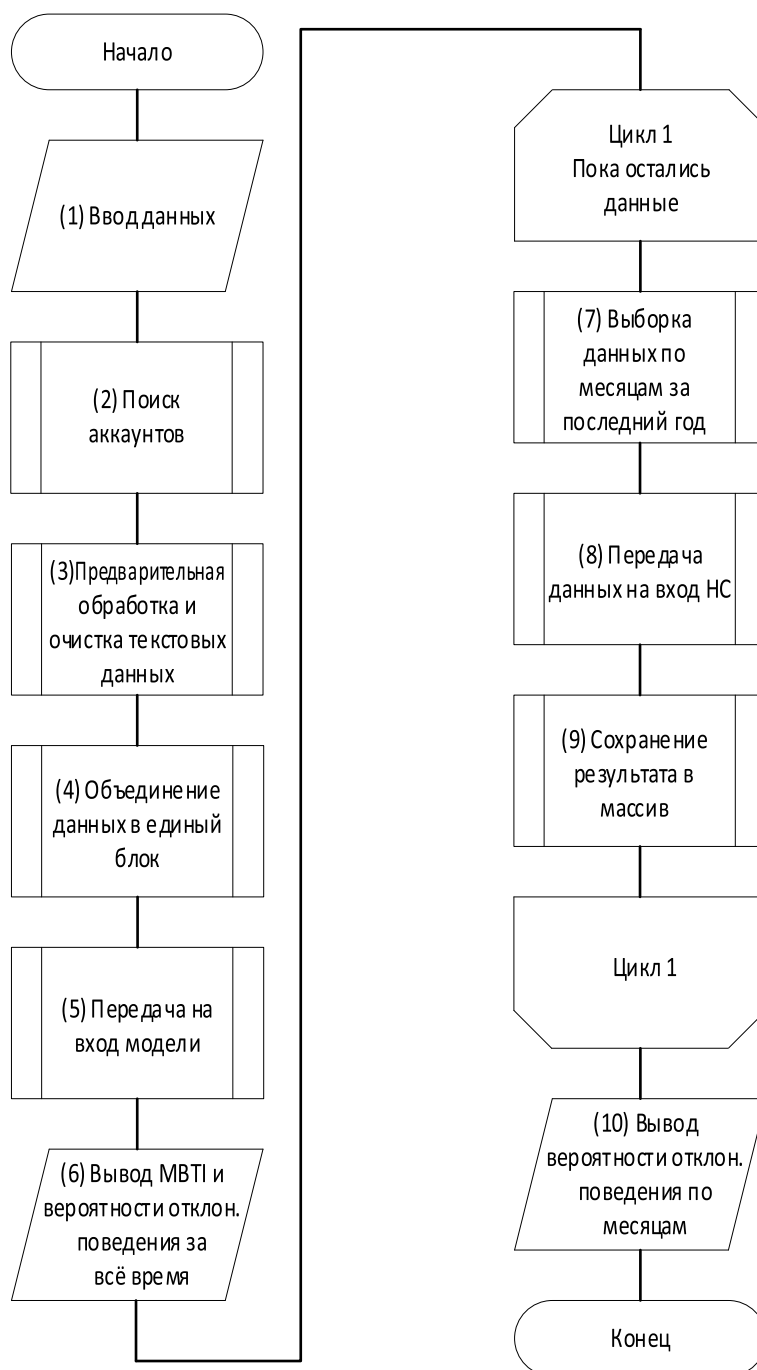 Начало
(1) Ввод данных
(2) Поиск
аккаунтов
(3)Предварительная
обработка и
очистка текстовых
данных
(4) Объединение
данных в единый
блок
(5) Передача на
вход модели
(6) Вывод MBTI и
вероятности отклон.
поведения за
всё время
Цикл 1
Пока остались
данные
(7) Выборка
данных по
месяцам за
последний год
(8) Передача
данных на вход НС
(9) Сохранение
результата в
массив
Цикл 1
(10) Вывод
вероятности отклон.
поведения по
месяцам
Конец